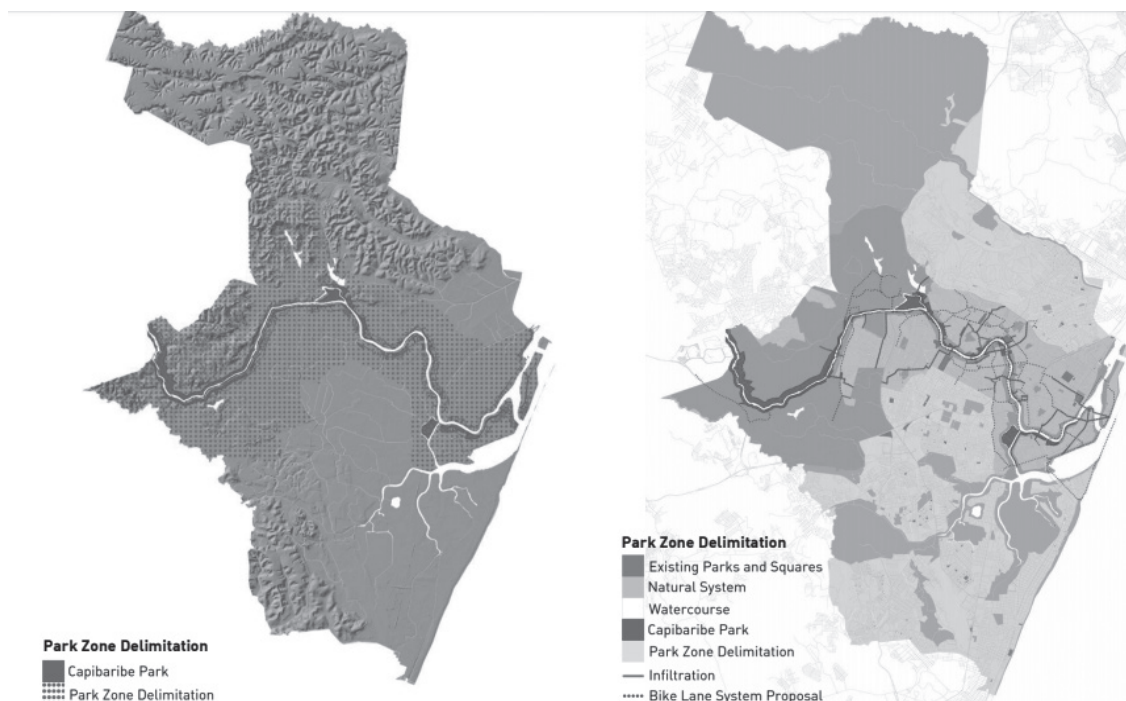 Park Zone Delimitation
Capibaribe Park
Park Zone Delimitation
Park Zone Delimitation
Existing Parks and Squares
Natural System
Watercourse
Capibaribe Park
Park Zone Delimitation
Infiltration
Bike Lane System Proposal